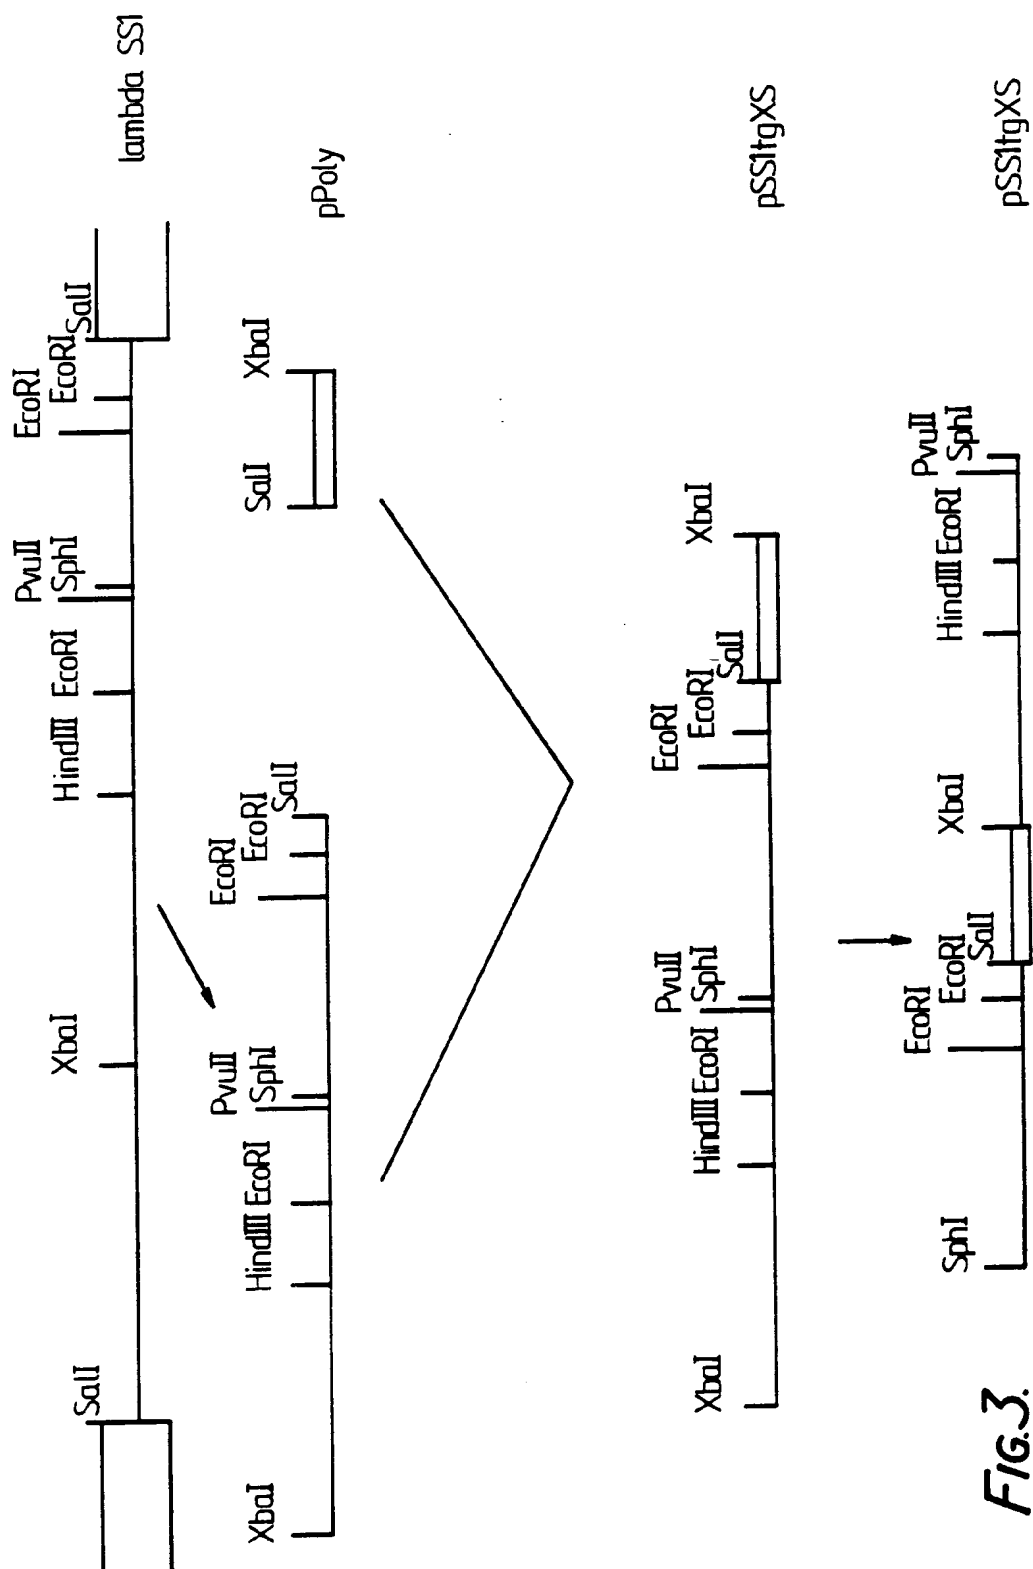 SalI
XbaI
HindIII
EcoRI
PvuII
SphI
EcoRI
EcoRI
SalI
lambda SS1
XbaI
HindIII
EcoRI
PvuII
SphI
EcoRI
EcoRI
SalI
SalI
XbaI
pPoly
XbaI
HindIII
EcoRI
PvuII
SphI
EcoRI
EcoRI
SalI
XbaI
pSS1tgXS
SphI
EcoRI
EcoRI
SalI
XbaI
HindIII
EcoRI
PvuII
SphI
pSS1tgXS
FIG.3.